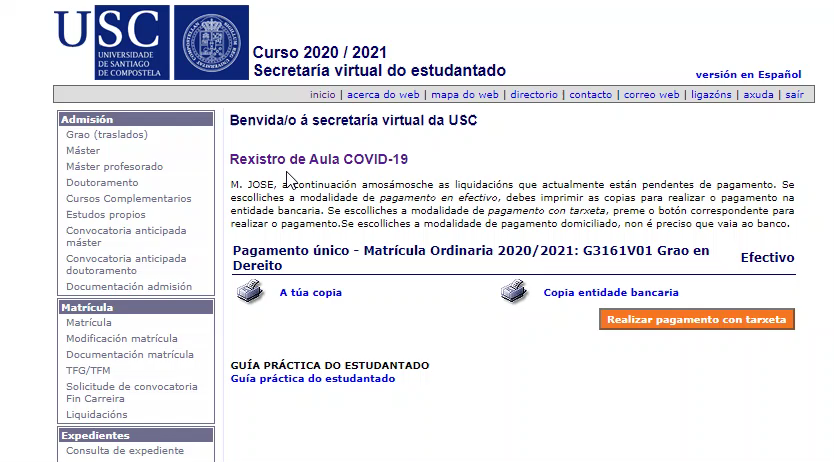 USC
UNIVERSIDADE
DE SANTIAGO
DE COMPOSTELA
Curso 2020 / 2021
Secretaría virtual do estudantado
versión en Español
inicio | acerca do web | mapa do web | directorio | contacto | correo web | ligazóns | axuda | saír
Admisión
Grao (traslados)
Máster
Máster profesorado
Doutoramento
Cursos Complementarios
Estudos propios
Convocatoria anticipada
máster
Convocatoria anticipada
doutoramento
Documentación admisión
Matrícula
Matrícula
Modificación matrícula
Documentación matrícula
TFG/TFM
Solicitude de convocatoria
Fin Carreira
Liquidacións
Expedientes
Consulta de expediente
Benvida/o á secretaría virtual da USC
Rexistro de Aula COVID-19
M. JOSE, a continuación amosámosche as liquidacións que actualmente están pendentes de pagamento. Se
escolliches a modalidade de pagamento en efectivo, debes imprimir as copias para realizar o pagamento na
entidade bancaria. Se escolliches a modalidade de pagamento con tarxeta, preme o botón correspondente para
realizar o pagamento.Se escolliches a modalidade de pagamento domiciliado, non é preciso que vaia ao banco.
Pagamento único - Matrícula Ordinaria 2020/2021: G3161V01 Grao en
Dereito
Efectivo
A túa copia
Copia entidade bancaria
Realizar pagamento con tarxeta
GUÍA PRÁCTICA DO ESTUDANTADO
Guía práctica do estudantado